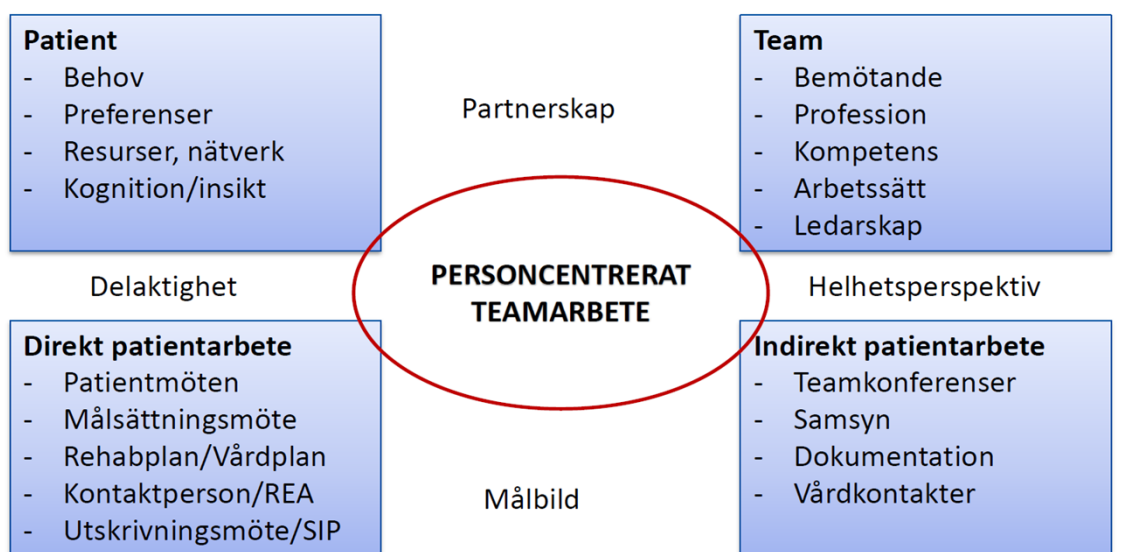 Patient
- Behov
- Preferenser
- Resurser, nätverk
- Kognition/insikt
Partnerskap
Team
- Bemötande
- Profession
- Kompetens
- Arbetssätt
- Ledarskap
Delaktighet
PERSONCENTRERAT
TEAMARBETE
Helhetsperspektiv
Direkt patientarbete
- Patientmöten
- Målsättningsmöte
- Rehabplan/Vårdplan
- Kontaktperson/REA
- Utskrivningsmöte/SIP
Målbild
Indirekt patientarbete
- Teamkonferenser
- Samsyn
- Dokumentation
- Vårdkontakter